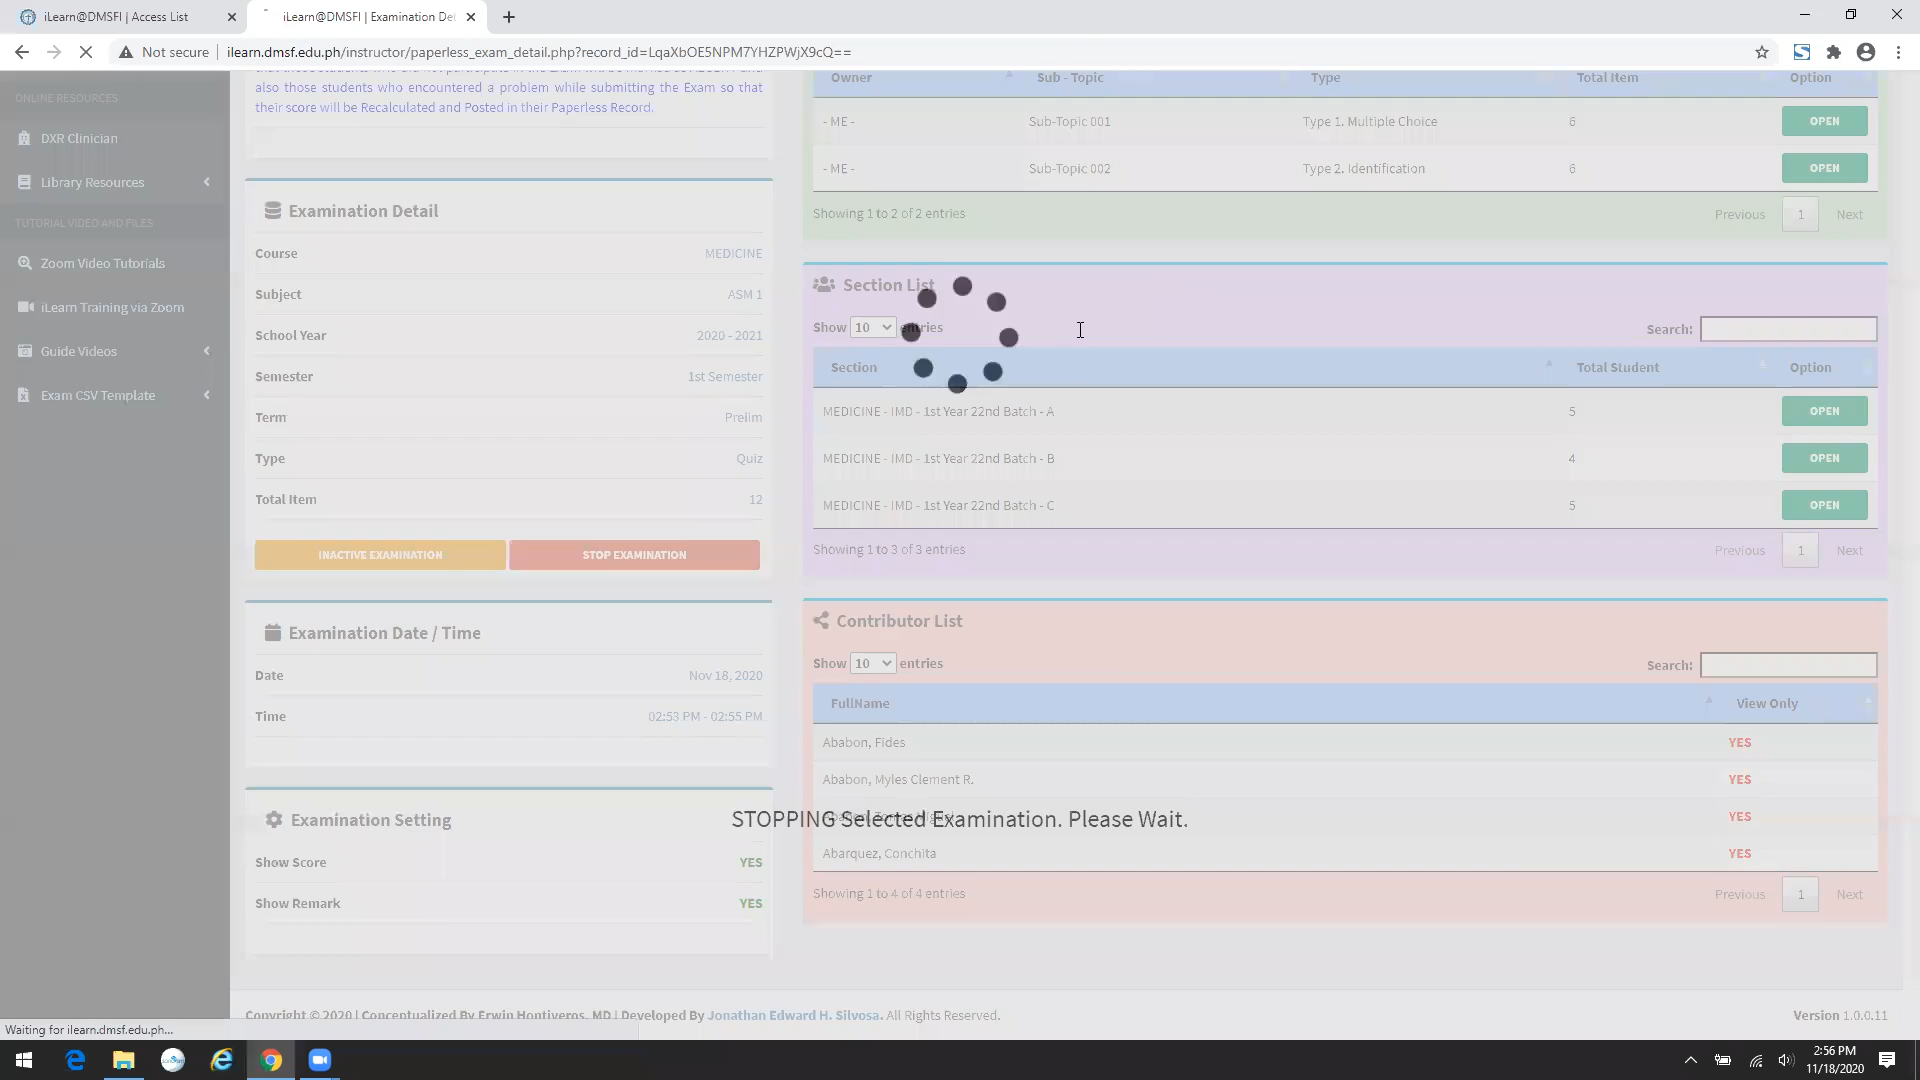 iLearn@DMSFI | Access List
iLearn@DMSFI | Examination Det
Not secure
ilearn.dmsf.edu.ph/instructor/paperless_exam_detail.php?record_id=LqaXbOE5NPM7YHZPWjX9cQ==
ONLINE RESOURCES
DXR Clinician
Library Resources
TUTORIAL VIDEO AND FILES
Zoom Video Tutorials
iLearn Training via Zoom
Guide Videos
Exam CSV Template
also those students who encountered a problem while submitting the Exam so that
their score will be Recalculated and Posted in their Paperless Record.
Examination Detail
Course MEDICINE
Subject ASM 1
School Year 2020 - 2021
Semester 1st Semester
Term Prelim
Type Quiz
Total Item 12
INACTIVE EXAMINATION STOP EXAMINATION
Examination Date / Time
Date Nov 18, 2020
Time 02:53 PM - 02:55 PM
Examination Setting
Show Score YES
Show Remark YES
Owner Sub - Topic Type Total Item Option
- ME - Sub-Topic 001 Type 1. Multiple Choice 6 OPEN
- ME - Sub-Topic 002 Type 2. Identification 6 OPEN
Showing 1 to 2 of 2 entries Previous 1 Next
Section List
Show 10 entries Search:
Section Total Student Option
MEDICINE - IMD - 1st Year 22nd Batch - A 5 OPEN
MEDICINE - IMD - 1st Year 22nd Batch - B 4 OPEN
MEDICINE - IMD - 1st Year 22nd Batch - C 5 OPEN
Showing 1 to 3 of 3 entries Previous 1 Next
Contributor List
Show 10 entries Search:
FullName View Only
Ababon, Fides YES
Ababon, Myles Clement R. YES
YES
STOPPING Selected Examination. Please Wait.
Abarquez, Conchita YES
Showing 1 to 4 of 4 entries Previous 1 Next
Copyright © 2020 | Conceptualized By Erwin Hontiveros, MD | Developed By Jonathan Edward H. Silvosa. All Rights Reserved. Version 1.0.0.11
Waiting for ilearn.dmsf.edu.ph...
2:56 PM
11/18/2020